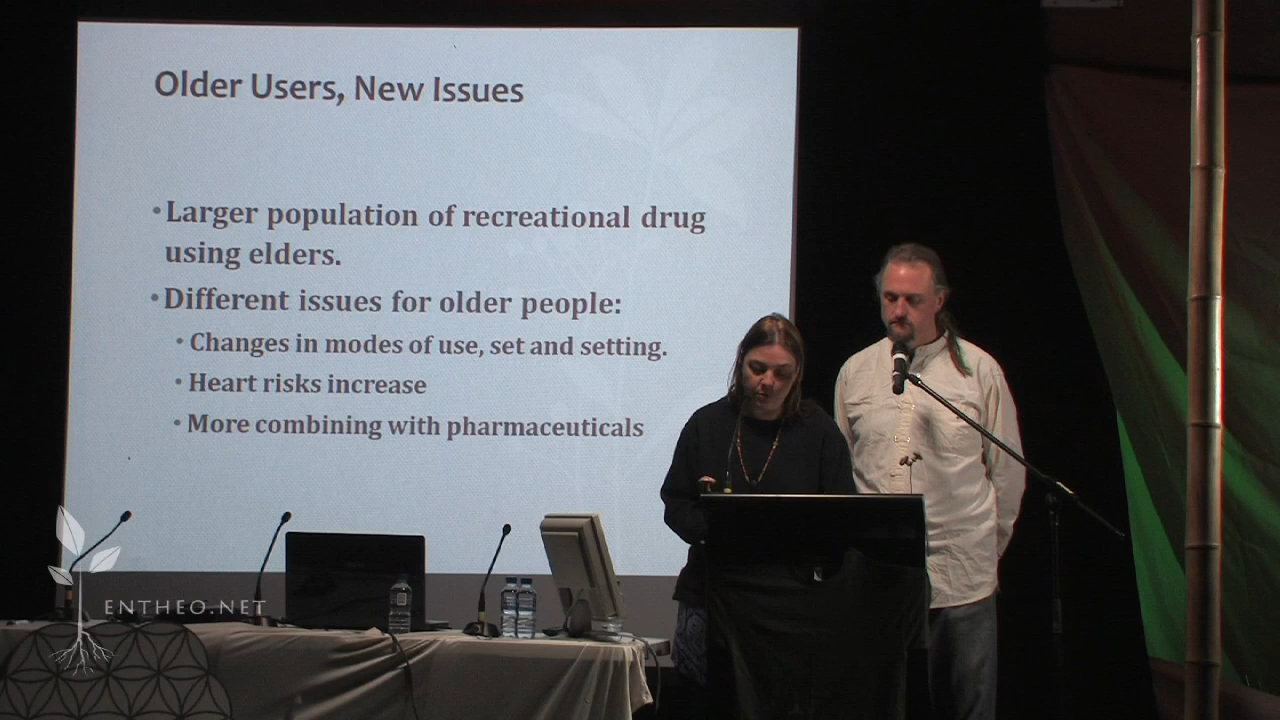 Older Users, New Issues
•Larger population of recreational drug
using elders.
•Different issues for older people:
•Changes in modes of use, set and setting.
•Heart risks increase
•More combining with pharmaceuticals
ENTHEO.NET